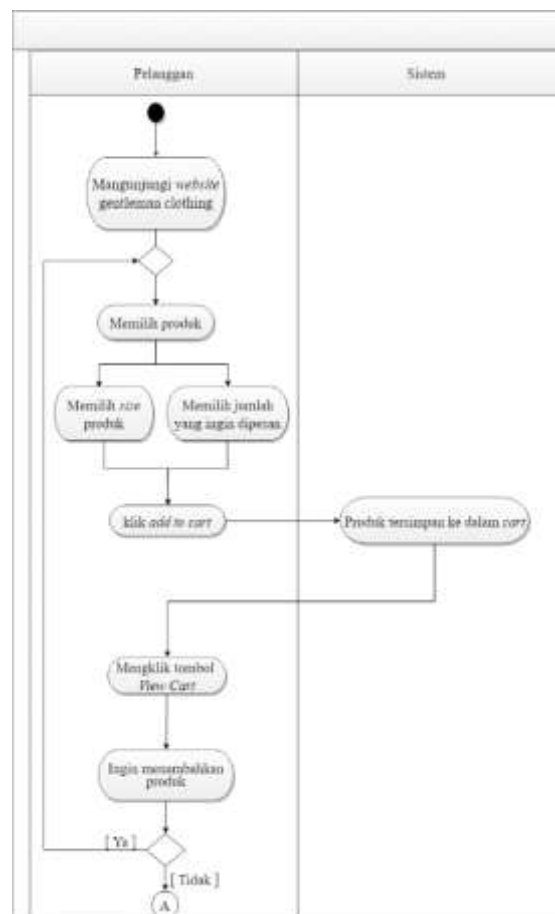 Pelanggan
Sistem
Mangunjungi website
gentleman clothing
Memilih produk
Memilih size
produk
Memilih jumlah
yang ingin dipesan
klik add to cart
Produk tersimpan ke dalam cart
Mengklik tombol
View Cart
Ingin menambahkan
produk
[ Ya ]
[ Tidak ]
A